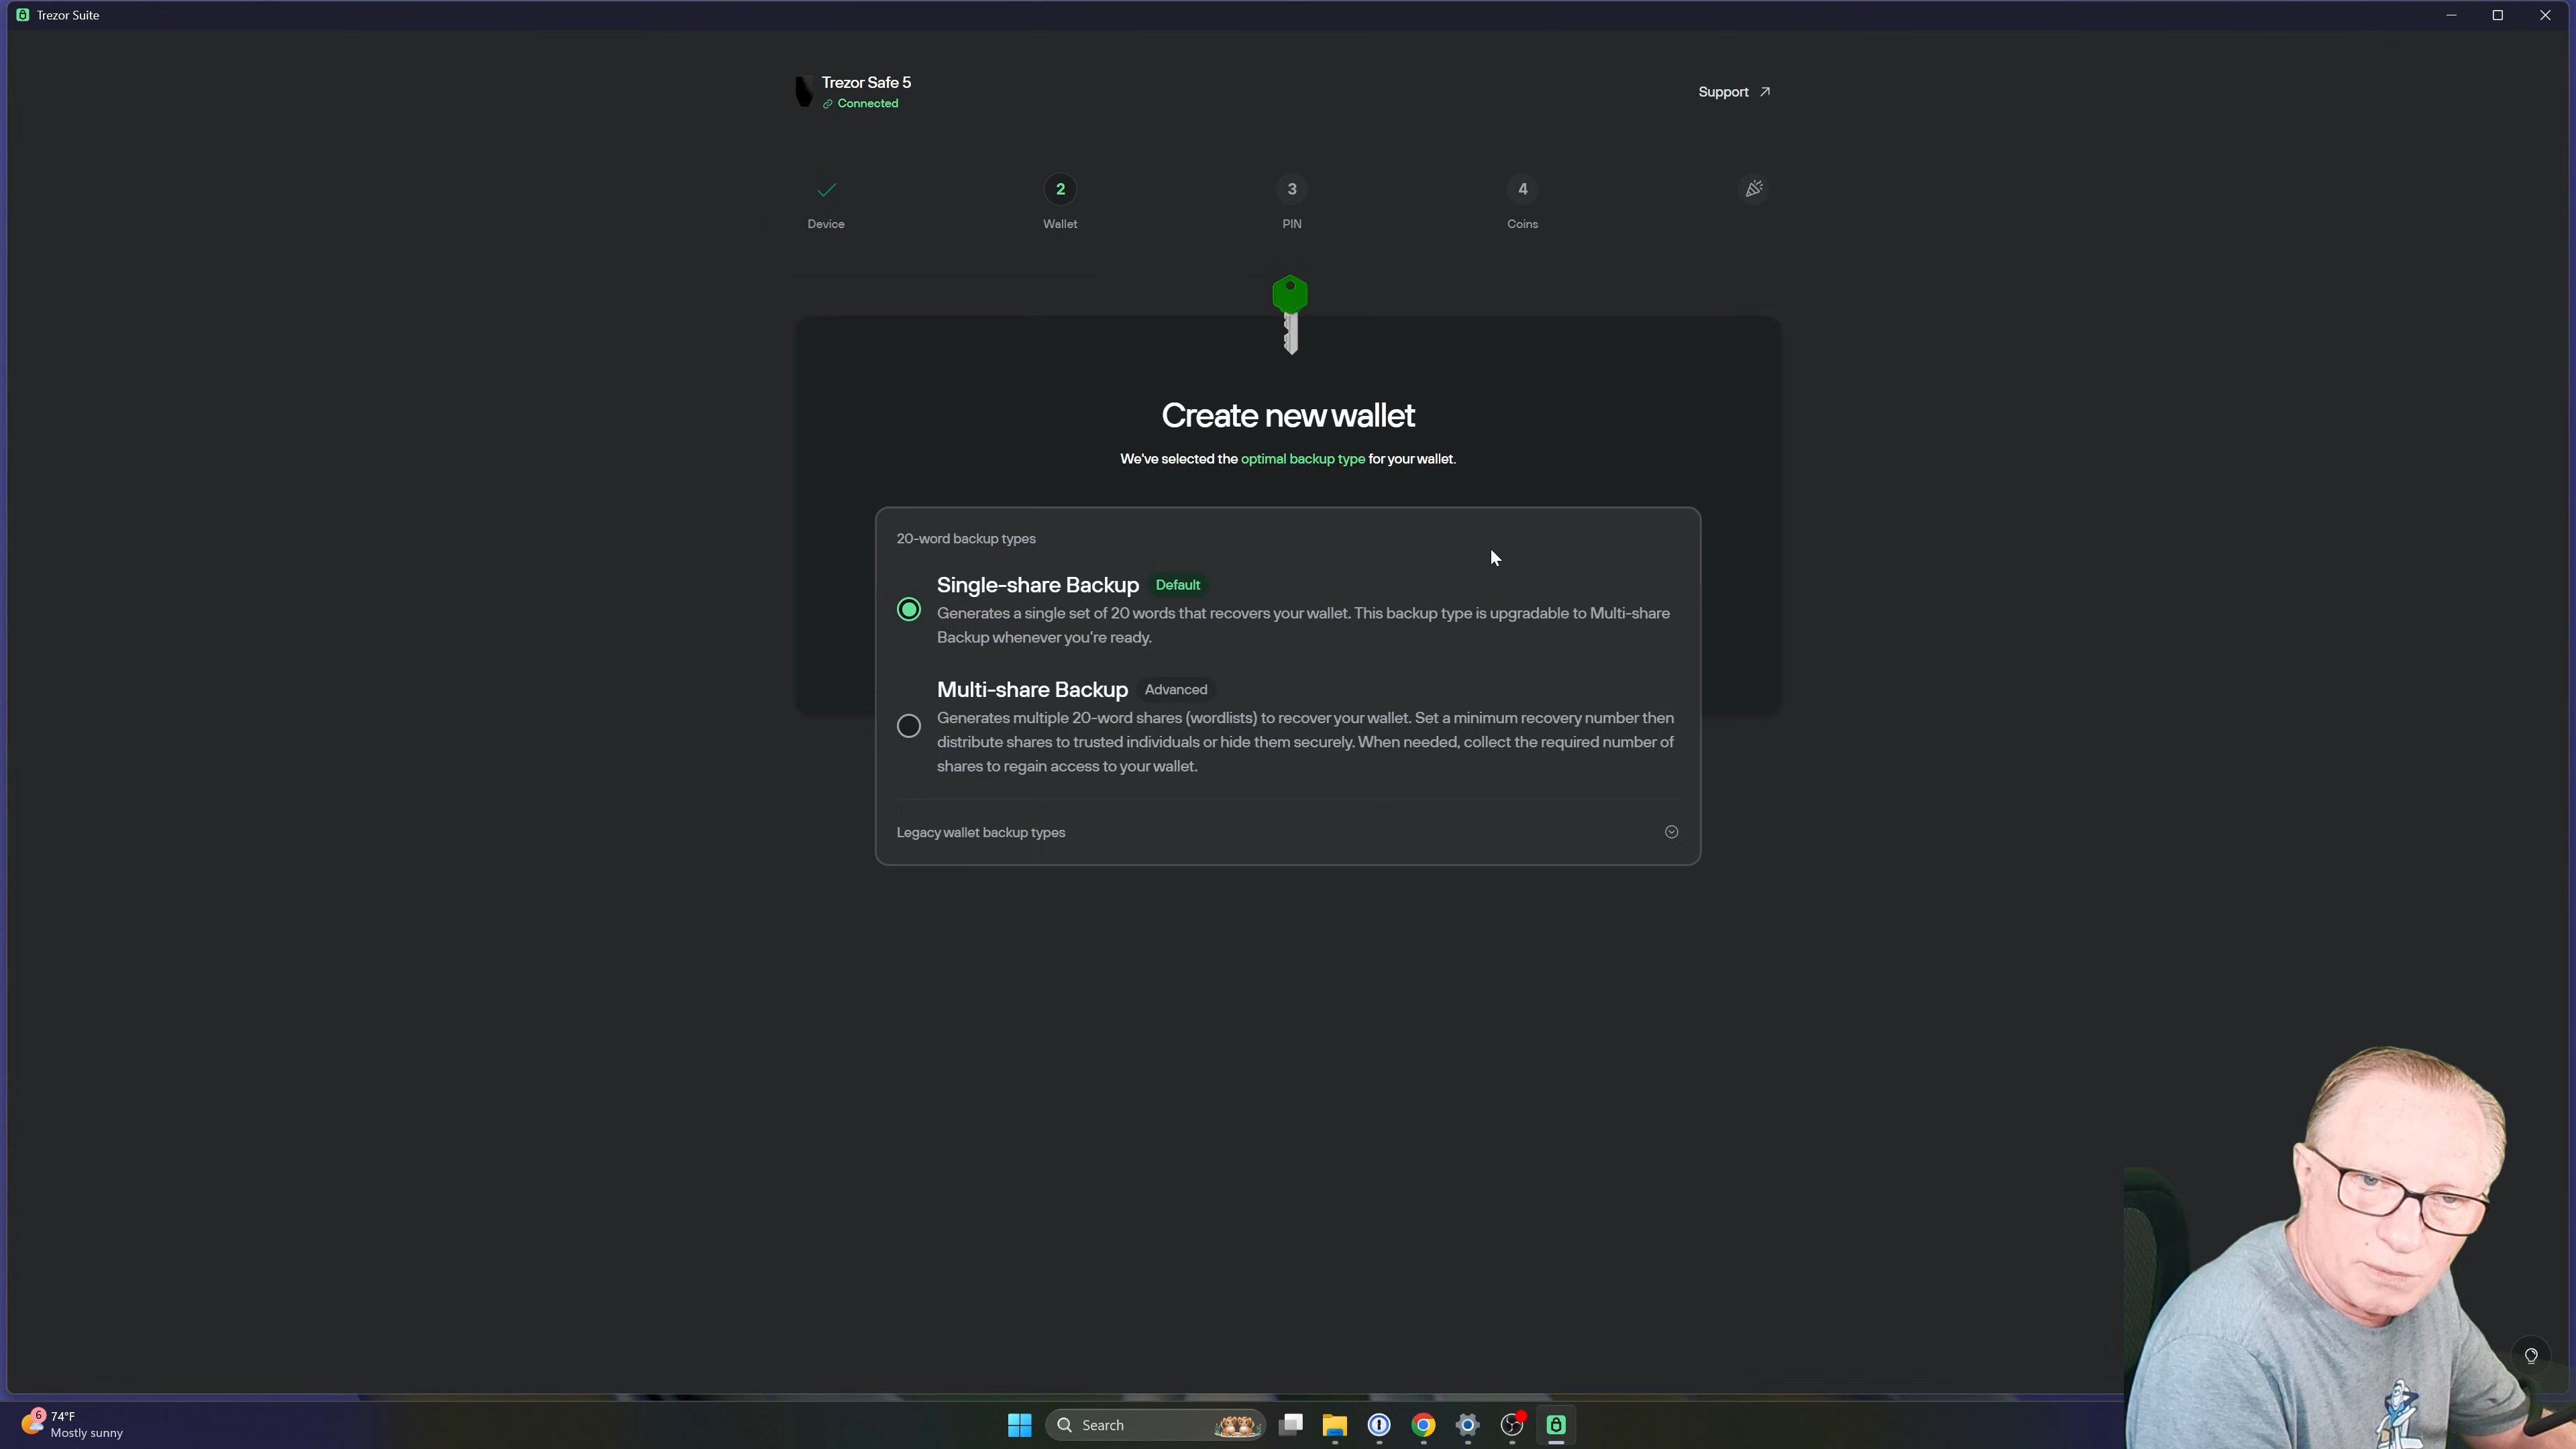 Trezor Suite
Trezor Safe 5
Connected
Support
2
3
4
Device
Wallet
PIN
Coins
Create new wallet
We've selected the optimal backup type for your wallet.
20-word backup types
Single-share Backup Default
Generates a single set of 20 words that recovers your wallet. This backup type is upgradable to Multi-share
Backup whenever you're ready.
Multi-share Backup Advanced
Generates multiple 20-word shares (wordlists) to recover your wallet. Set a minimum recovery number then
distribute shares to trusted individuals or hide them securely. When needed, collect the required number of
shares to regain access to your wallet.
Legacy wallet backup types
6
74°F
Mostly sunny
Search